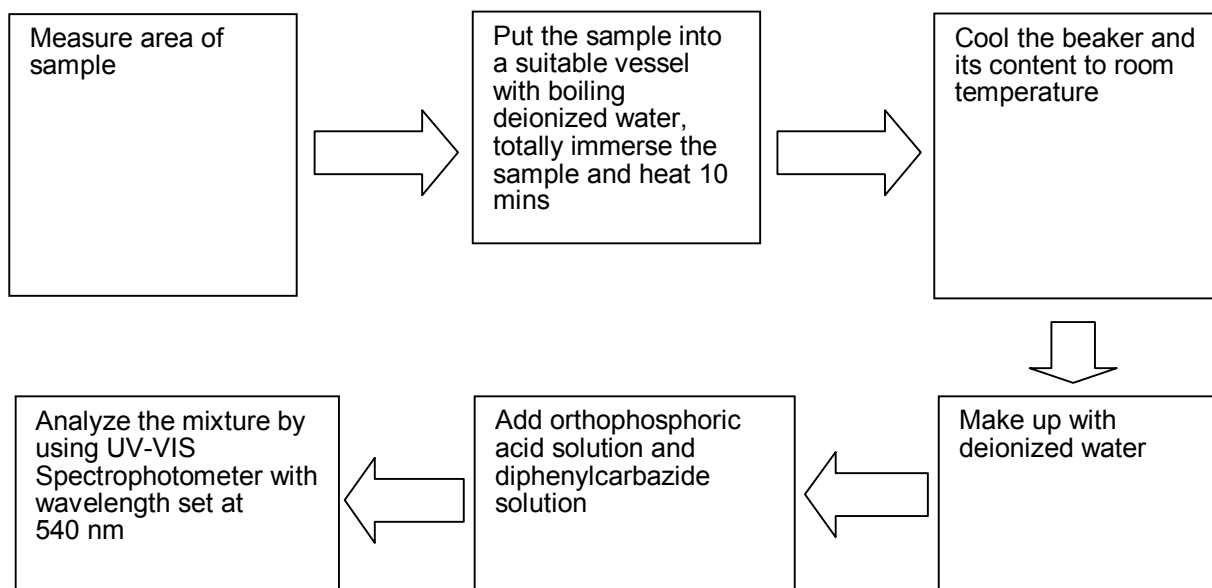 Measure area of
sample
Put the sample into
a suitable vessel
with boiling
deionized water,
totally immerse the
sample and heat 10
mins
Cool the beaker and
its content to room
temperature
Make up with
deionized water
Add orthophosphoric
acid solution and
diphenylcarbazide
solution
Analyze the mixture by
using UV-VIS
Spectrophotometer with
wavelength set at
540 nm